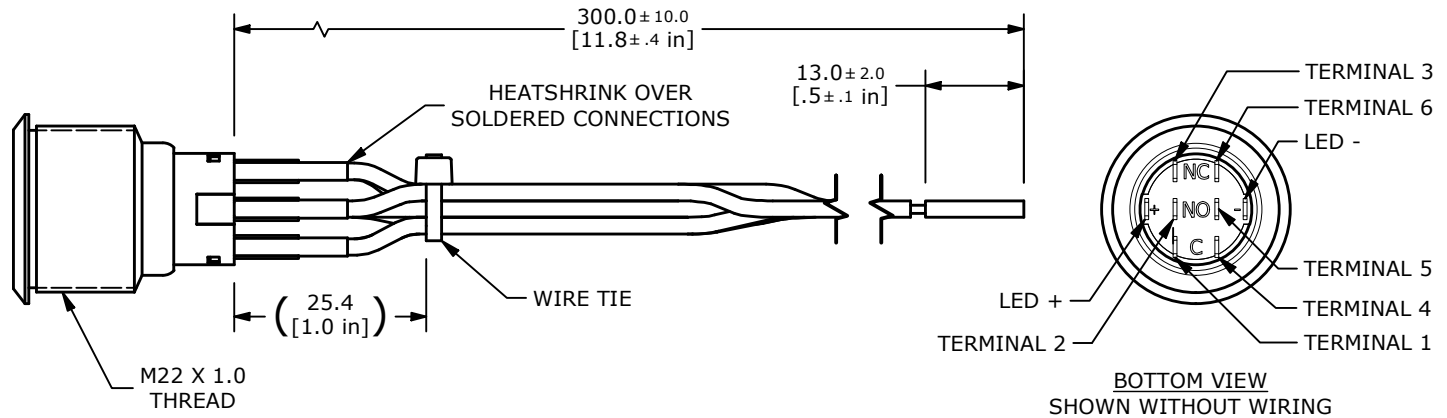 300.0±10.0
[11.8±.4 in]
13.0±2.0
[.5±.1 in]
HEATSHRINK OVER
SOLDERED CONNECTIONS
TERMINAL 3
TERMINAL 6
LED -
NC
+ NO -
C
TERMINAL 5
TERMINAL 4
TERMINAL 1
LED +
TERMINAL 2
WIRE TIE
(25.4
[1.0 in])
M22 X 1.0
THREAD
BOTTOM VIEW
SHOWN WITHOUT WIRING